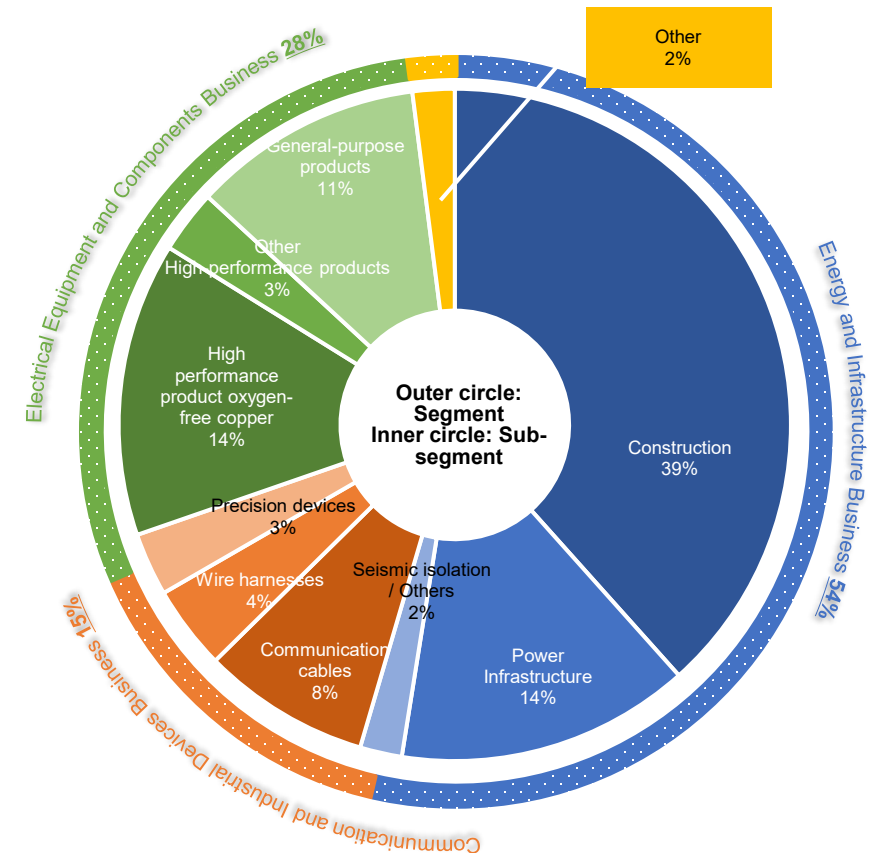 Other
2%
Electrical Equipment and Components Business 28%
General-purpose
products
11%
Other
High performance products
3%
High
performance
product oxygen-
free copper
14%
Outer circle:
Segment
Inner circle: Sub-
segment
Construction
39%
Energy and Infrastructure Business 54%
Precision devices
3%
Wire harnesses
4%
Seismic isolation
/ Others
2%
Communication
cables
8%
Power
Infrastructure
14%
Communication and Industrial Devices Business 15%